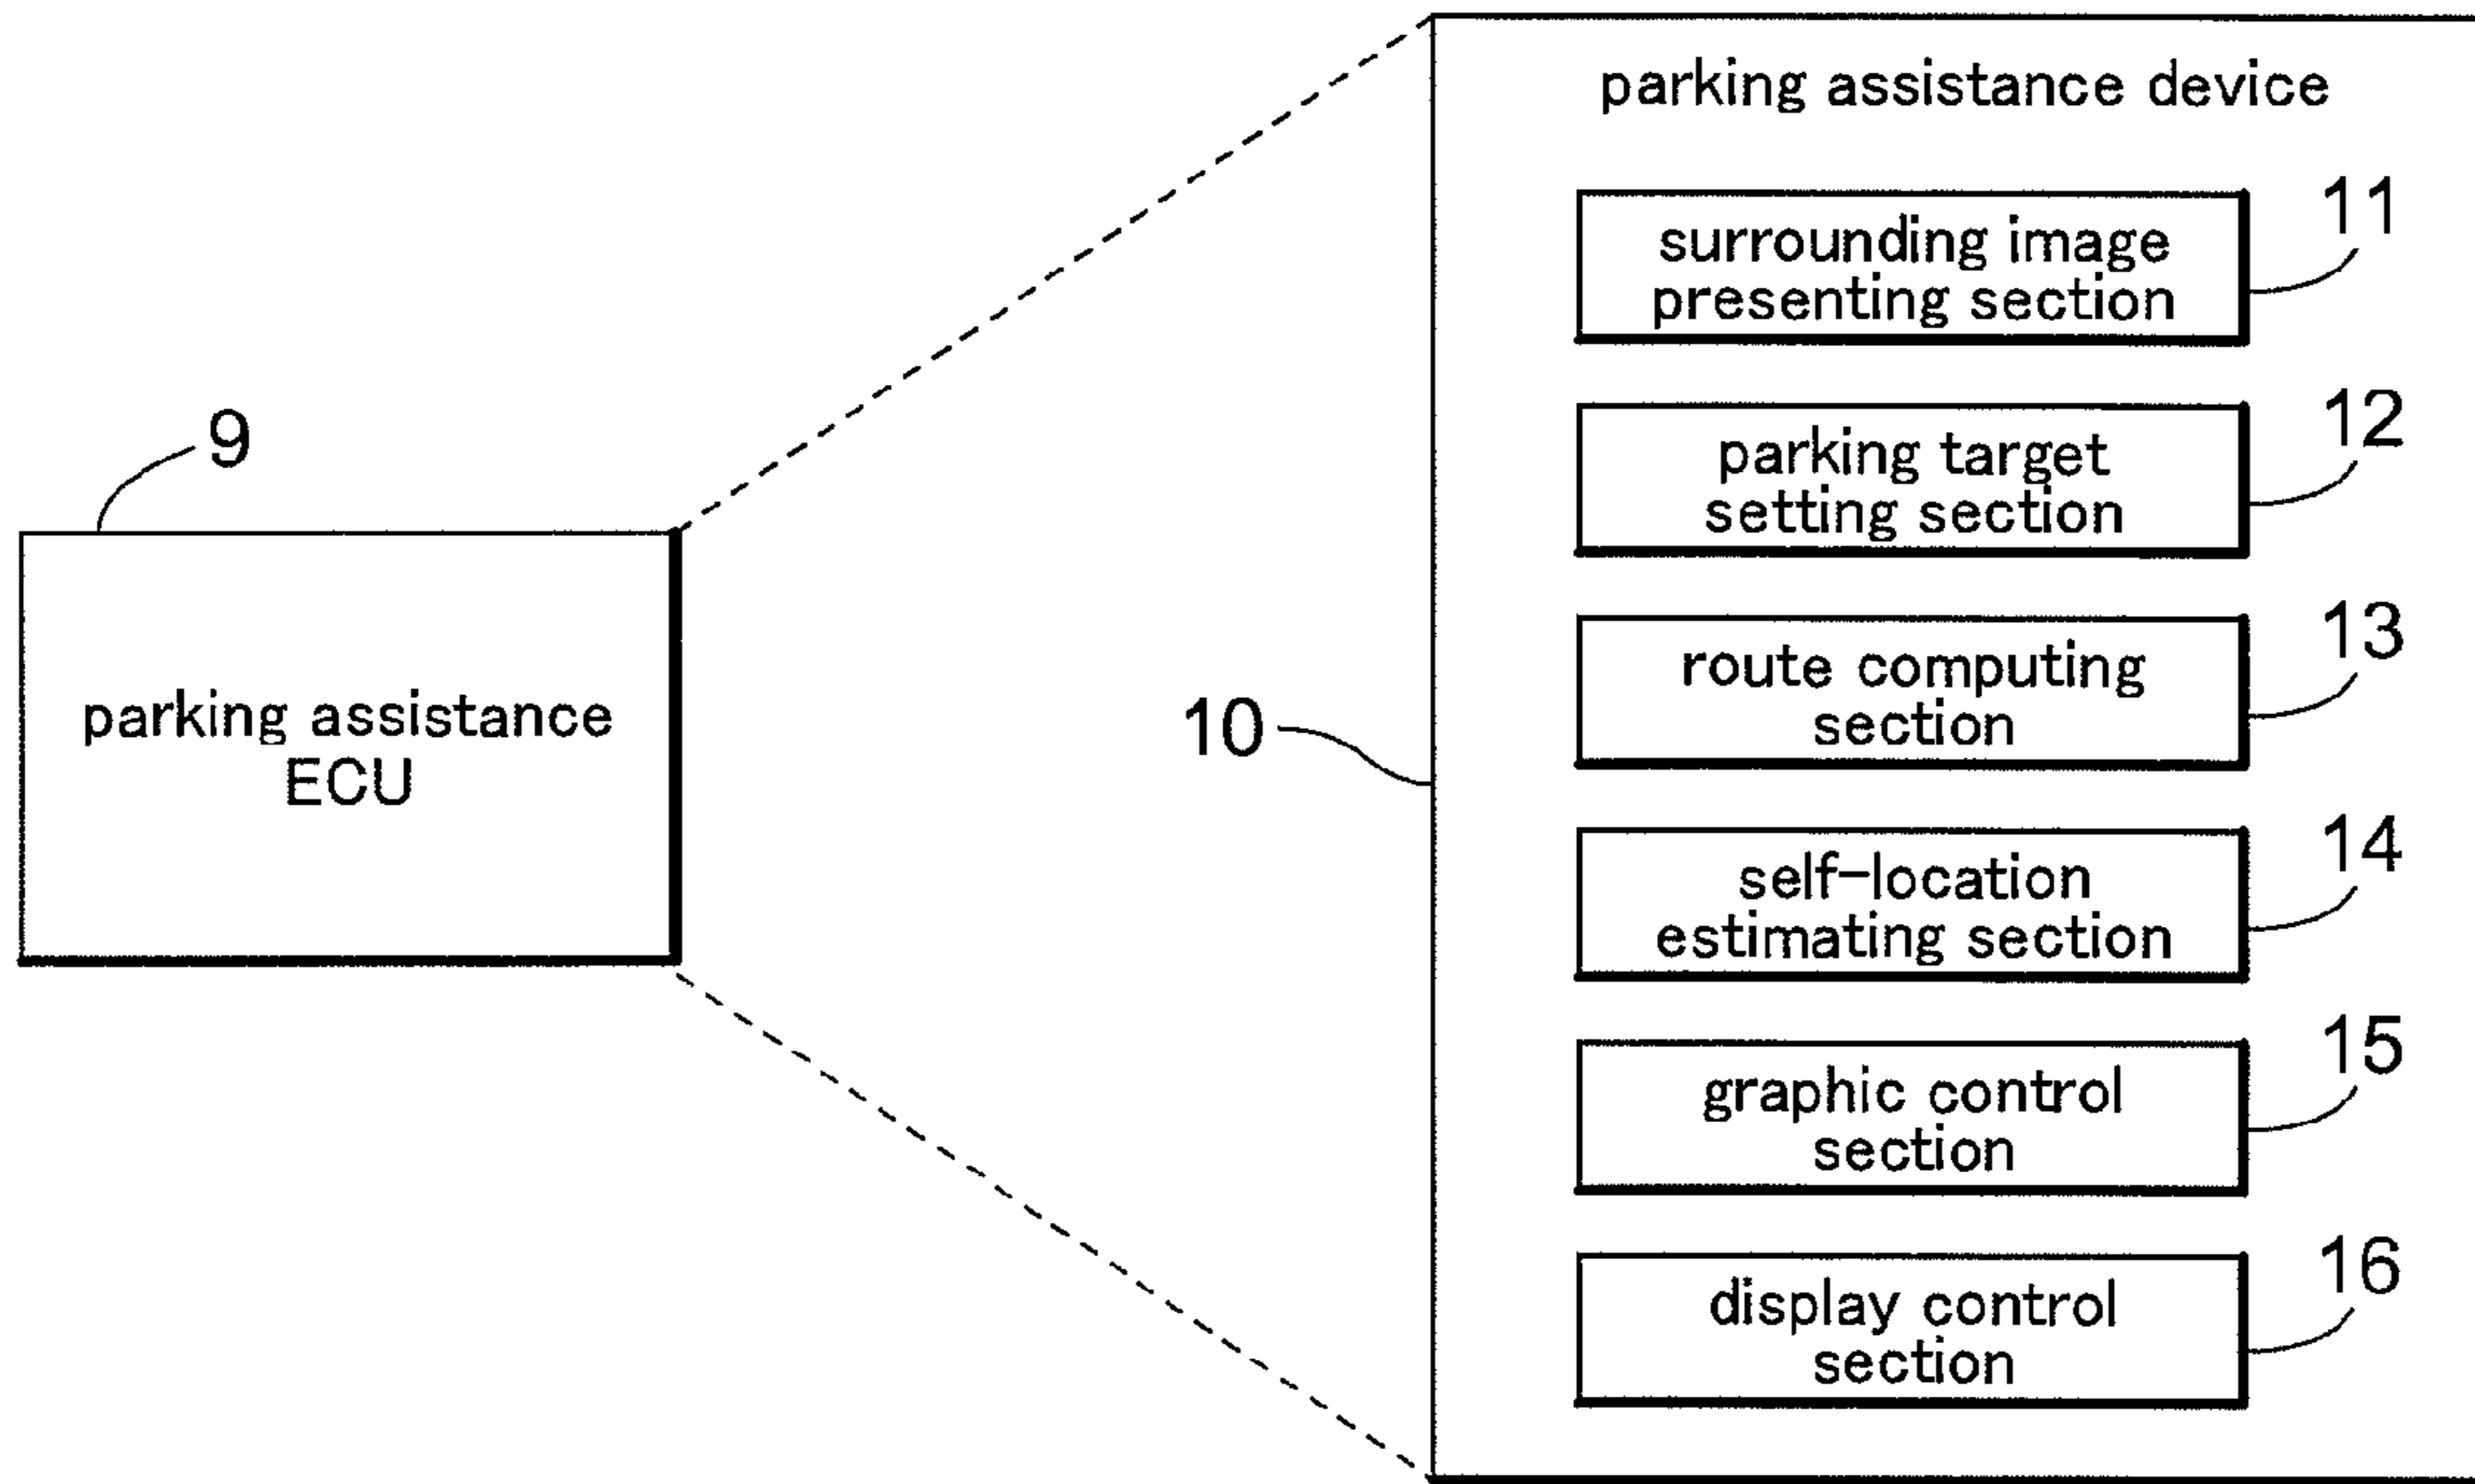 9
parking assistance
ECU
10
parking assistance device
surrounding image
presenting section
11
parking target
setting section
12
route computing
section
13
self-location
estimating section
14
graphic control
section
15
display control
section
16